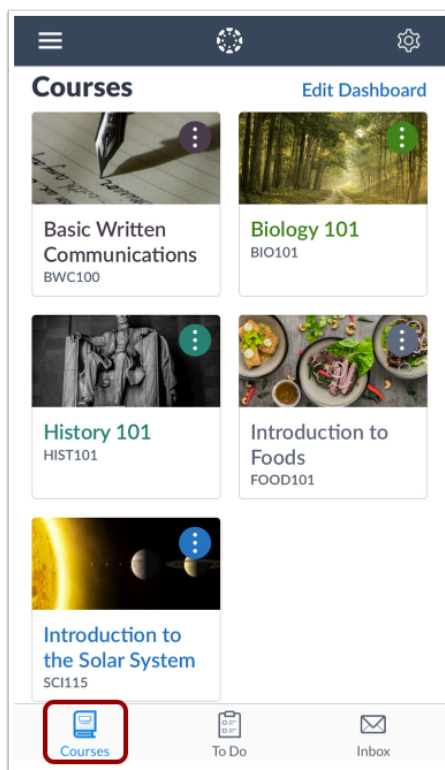 Courses
Edit Dashboard
Basic Written
Communications
BWC100
Biology 101
BIO101
History 101
HIST101
Introduction to
Foods
FOOD101
Introduction to
the Solar System
SCI115
Courses
To Do
Inbox